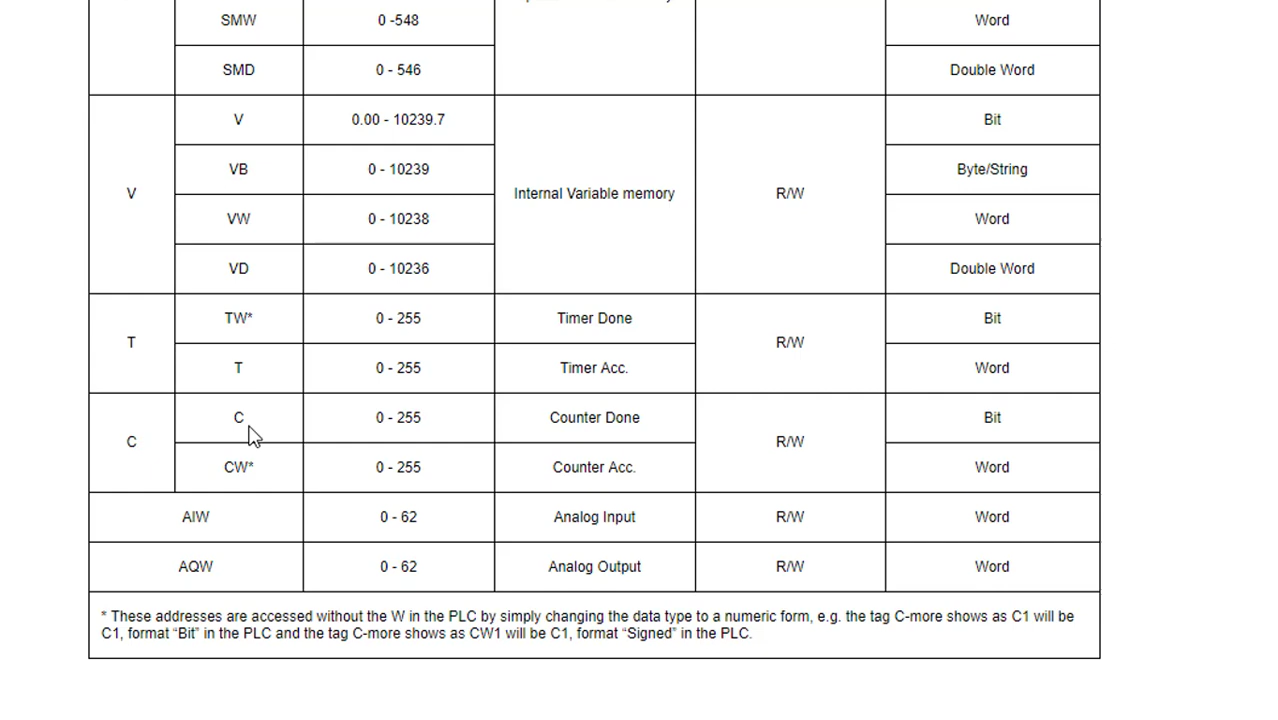 SMW 0 -548 Word
SMD 0 - 546 Double Word
V 0.00 - 10239.7 Bit
VB 0 - 10239 Byte/String
V Internal Variable memory R/W
VW 0 - 10238 Word
VD 0 - 10236 Double Word
TW* 0 - 255 Timer Done Bit
T R/W
T 0 - 255 Timer Acc. Word
C 0 - 255 Counter Done Bit
C R/W
CW* 0 - 255 Counter Acc. Word
AIW 0 - 62 Analog Input R/W Word
AQW 0 - 62 Analog Output R/W Word
* These addresses are accessed without the W in the PLC by simply changing the data type to a numeric form, e.g. the tag C-more shows as C1 will be
C1, format “Bit” in the PLC and the tag C-more shows as CW1 will be C1, format “Signed” in the PLC.